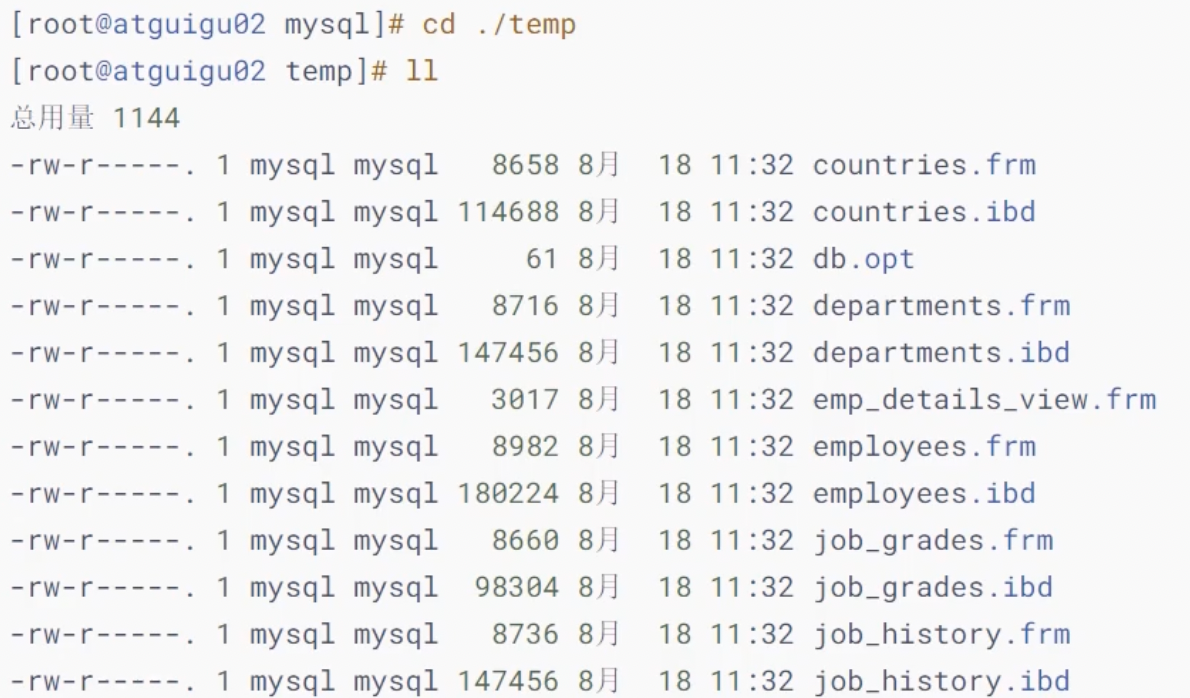 [root@atguigu02 mysql]# cd ./temp
[root@atguigu02 temp]# ll
总用量 1144
-rw-r-----. 1 mysql mysql   8658 8月  18 11:32 countries.frm
-rw-r-----. 1 mysql mysql 114688 8月  18 11:32 countries.ibd
-rw-r-----. 1 mysql mysql     61 8月  18 11:32 db.opt
-rw-r-----. 1 mysql mysql   8716 8月  18 11:32 departments.frm
-rw-r-----. 1 mysql mysql 147456 8月  18 11:32 departments.ibd
-rw-r-----. 1 mysql mysql   3017 8月  18 11:32 emp_details_view.frm
-rw-r-----. 1 mysql mysql   8982 8月  18 11:32 employees.frm
-rw-r-----. 1 mysql mysql 180224 8月  18 11:32 employees.ibd
-rw-r-----. 1 mysql mysql   8660 8月  18 11:32 job_grades.frm
-rw-r-----. 1 mysql mysql  98304 8月  18 11:32 job_grades.ibd
-rw-r-----. 1 mysql mysql   8736 8月  18 11:32 job_history.frm
-rw-r-----. 1 mysql mysql 147456 8月  18 11:32 job_history.ibd